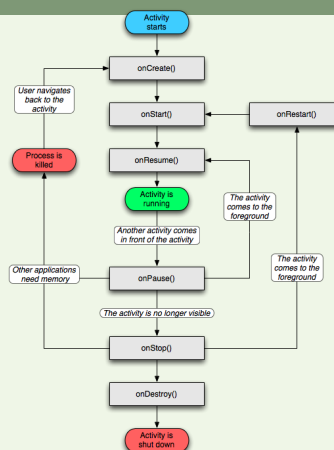 Activity
starts
onCreate()
User navigates
back to the
activity
onStart()
onRestart()
onResume()
Process is
killed
Activity is
running
The activity
comes to the
foreground
Another activity comes
in front of the activity
The activity
comes to the
foreground
Other applications
need memory
onPause()
The activity is no longer visible
onStop()
onDestroy()
Activity is
shut down